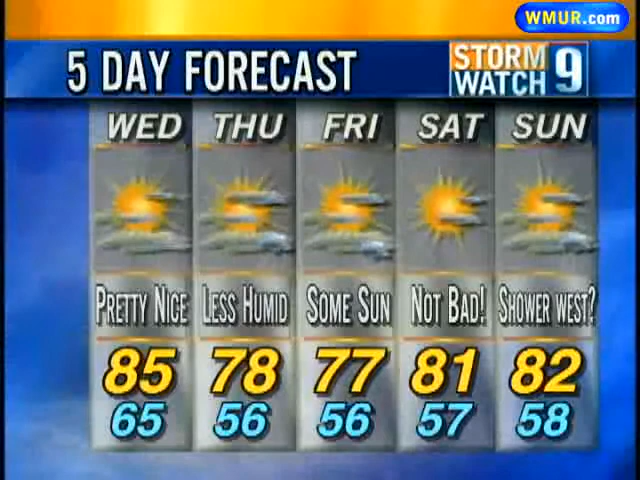 WMUR.com
5 DAY FORECAST
STORM WATCH 9
WED THU FRI SAT SUN
PRETTY NICE LESS HUMID SOME SUN NOT BAD! SHOWER WEST?
85 78 77 81 82
65 56 56 57 58